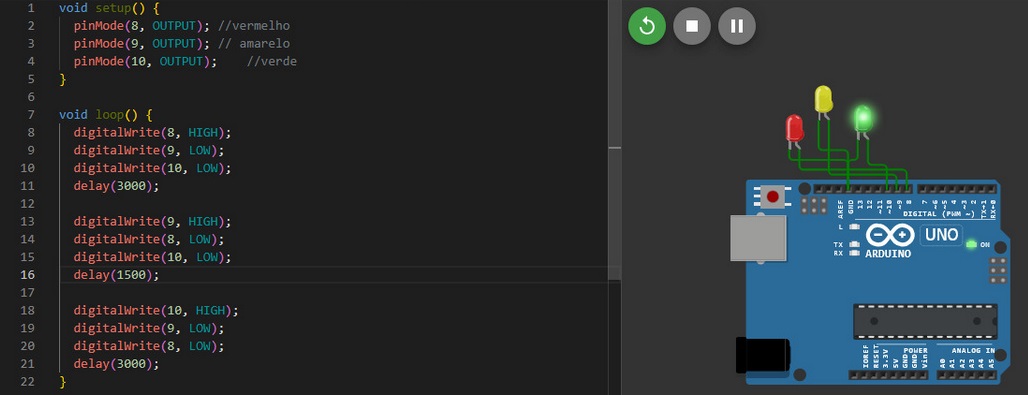 1 void setup() {
2 pinMode(8, OUTPUT); //vermelho
3 pinMode(9, OUTPUT); // amarelo
4 pinMode(10, OUTPUT); //verde
5 }
6
7 void loop() {
8 digitalWrite(8, HIGH);
9 digitalWrite(9, LOW);
10 digitalWrite(10, LOW);
11 delay(3000);
12
13 digitalWrite(9, HIGH);
14 digitalWrite(8, LOW);
15 digitalWrite(10, LOW);
16 delay(1500);
17
18 digitalWrite(10, HIGH);
19 digitalWrite(9, LOW);
20 digitalWrite(8, LOW);
21 delay(3000);
22 }
AREF GND 13 12 ~11 ~10 ~9 8 7 ~6 ~5 4 ~3 2 TX→1 RX←0
DIGITAL (PWM ~)
L
TX
RX
UNO
ON
ARDUINO
IOREF RESET 3.3V 5V GND GND Vin A0 A1 A2 A3 A4 A5
POWER
ANALOG IN